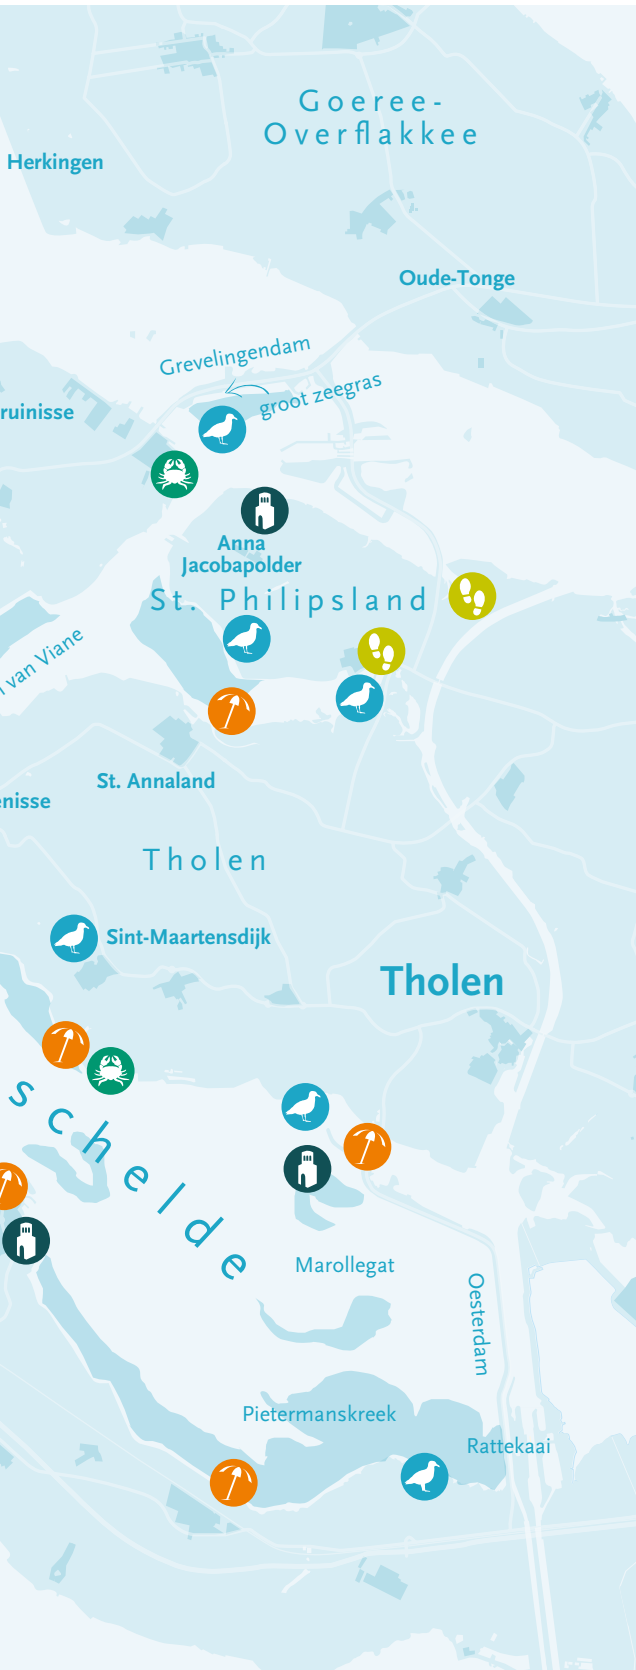 Goeree-
Overflakkee
Herkingen
Oude-Tonge
Grevelingendam
groot zeegras
ruinisse
Anna
Jacobapolder
St. Philipsland
van Viane
St. Annaland
enisse
Tholen
Sint-Maartensdijk
Tholen
schelde
Marollegat
Oesterdam
Pietermanskreek
Rattekaai